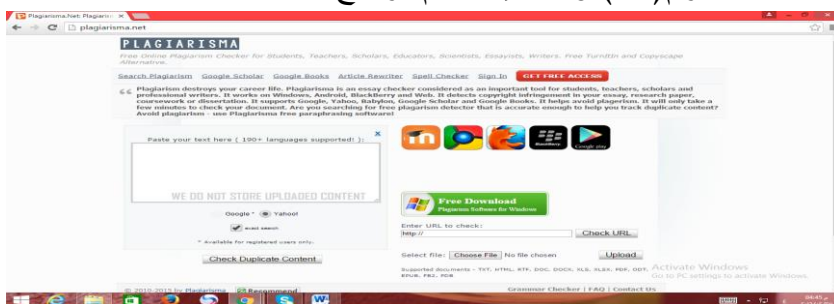 Plagiarisma.Net: Plagiaris
plagiarisma.net
PLAGIARISMA
Free Online Plagiarism Checker for Students, Teachers, Scholars, Educators, Scientists, Essayists, Writers. Free Turnitin and Copyscape
Alternative.
Search Plagiarism Google Scholar Google Books Article Rewriter Spell Checker Sign In GET FREE ACCESS
Plagiarism destroys your career life. Plagiarisma is an essay checker considered as an important tool for students, teachers, scholars and
professional writers. It works on Windows, Android, BlackBerry and Web. It detects copyright infringement in your essay, research paper,
coursework or dissertation. It supports Google, Yahoo, Babylon, Google Scholar and Google Books. It helps avoid plagerism. It will only take a
few minutes to check your document. Are you searching for free plagiarism detector that is accurate enough to help you track duplicate content?
Avoid plagiarism - use Plagiarisma free paraphrasing software!
Paste your text here ( 190+ languages supported! ):
WE DO NOT STORE UPLOADED CONTENT
Google * Yahoo!
exact search
* Available for registered users only.
Check Duplicate Content
BlackBerry
Google play
Free Download
Plagiarism Software for Windows
Enter URL to check:
http:// Check URL
Select file: Choose File No file chosen Upload
Supported documents - TXT, HTML, RTF, DOC, DOCX, XLS, XLSX, PDF, ODT,
EPUB, FB2, PDB
Activate Windows
Go to PC settings to activate Windows.
© 2010-2015 by Plagiarisma. Recommend
Grammar Checker | FAQ | Contact Us